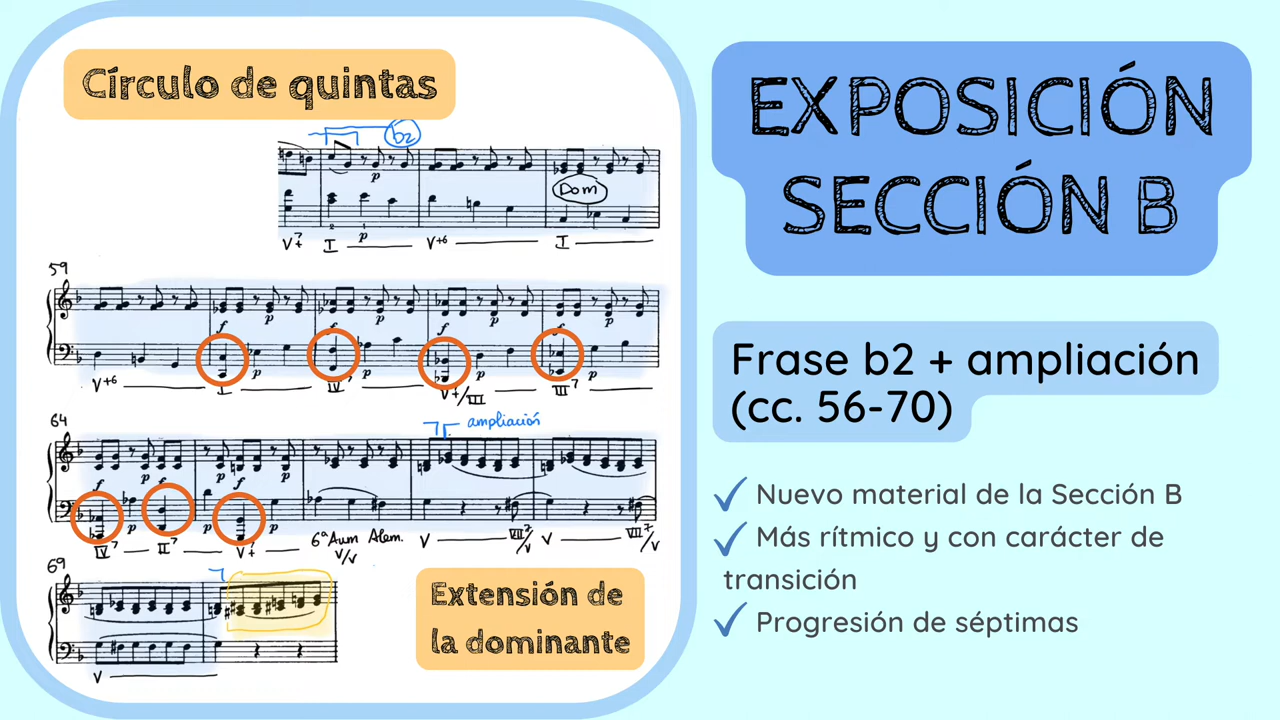 Círculo de quintas
b2
p
Dom
p
V7+ I V+6 I
59
p p p p
f f f f
p p p p
V+6 I IV7 V+/III III7
64
ampliación
p p p p
f f f
p p p
IV7 II7 V7+ 6ª Aum Alem. V VII7/V V VII7/V
V/V
69
V
Extensión de
la dominante
EXPOSICIÓN
SECCIÓN B
Frase b2 + ampliación
(cc. 56-70)
✓ Nuevo material de la Sección B
✓ Más rítmico y con carácter de
transición
✓ Progresión de séptimas